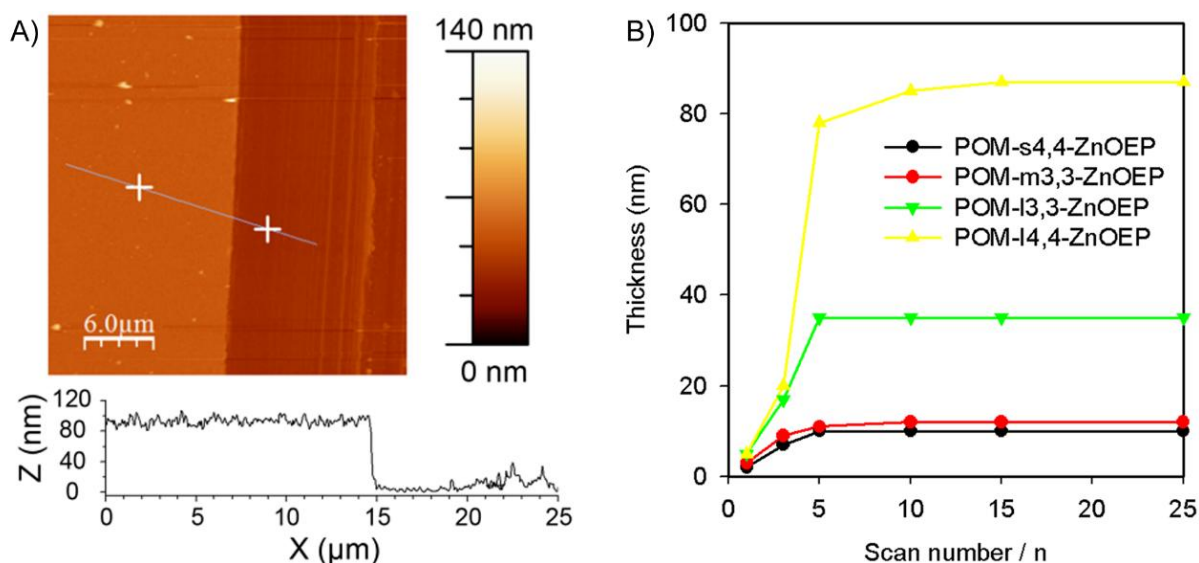 A)
140 nm
0 nm
6.0μm
Z (nm)
120
80
40
0
0 5 10 15 20 25
X (μm)
B)
100
80
60
40
20
0
Thickness (nm)
POM-s4,4-ZnOEP
POM-m3,3-ZnOEP
POM-l3,3-ZnOEP
POM-l4,4-ZnOEP
0 5 10 15 20 25
Scan number / n